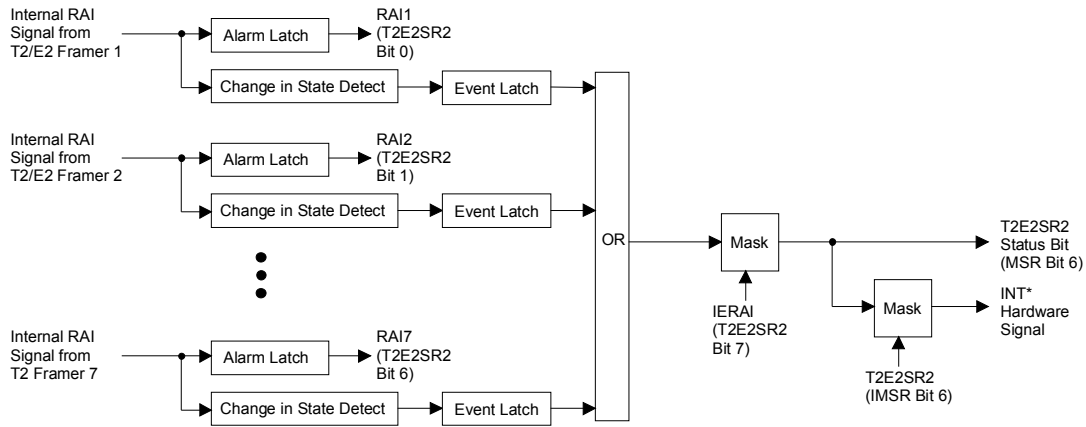 Internal RAI
Signal from
T2/E2 Framer 1
Alarm Latch
RAI1
(T2E2SR2
Bit 0)
Change in State Detect
Event Latch
Internal RAI
Signal from
T2/E2 Framer 2
Alarm Latch
RAI2
(T2E2SR2
Bit 1)
Change in State Detect
Event Latch
OR
Mask
T2E2SR2
Status Bit
(MSR Bit 6)
IERAI
(T2E2SR2
Bit 7)
Mask
INT*
Hardware
Signal
T2E2SR2
(IMSR Bit 6)
Internal RAI
Signal from
T2 Framer 7
Alarm Latch
RAI7
(T2E2SR2
Bit 6)
Change in State Detect
Event Latch